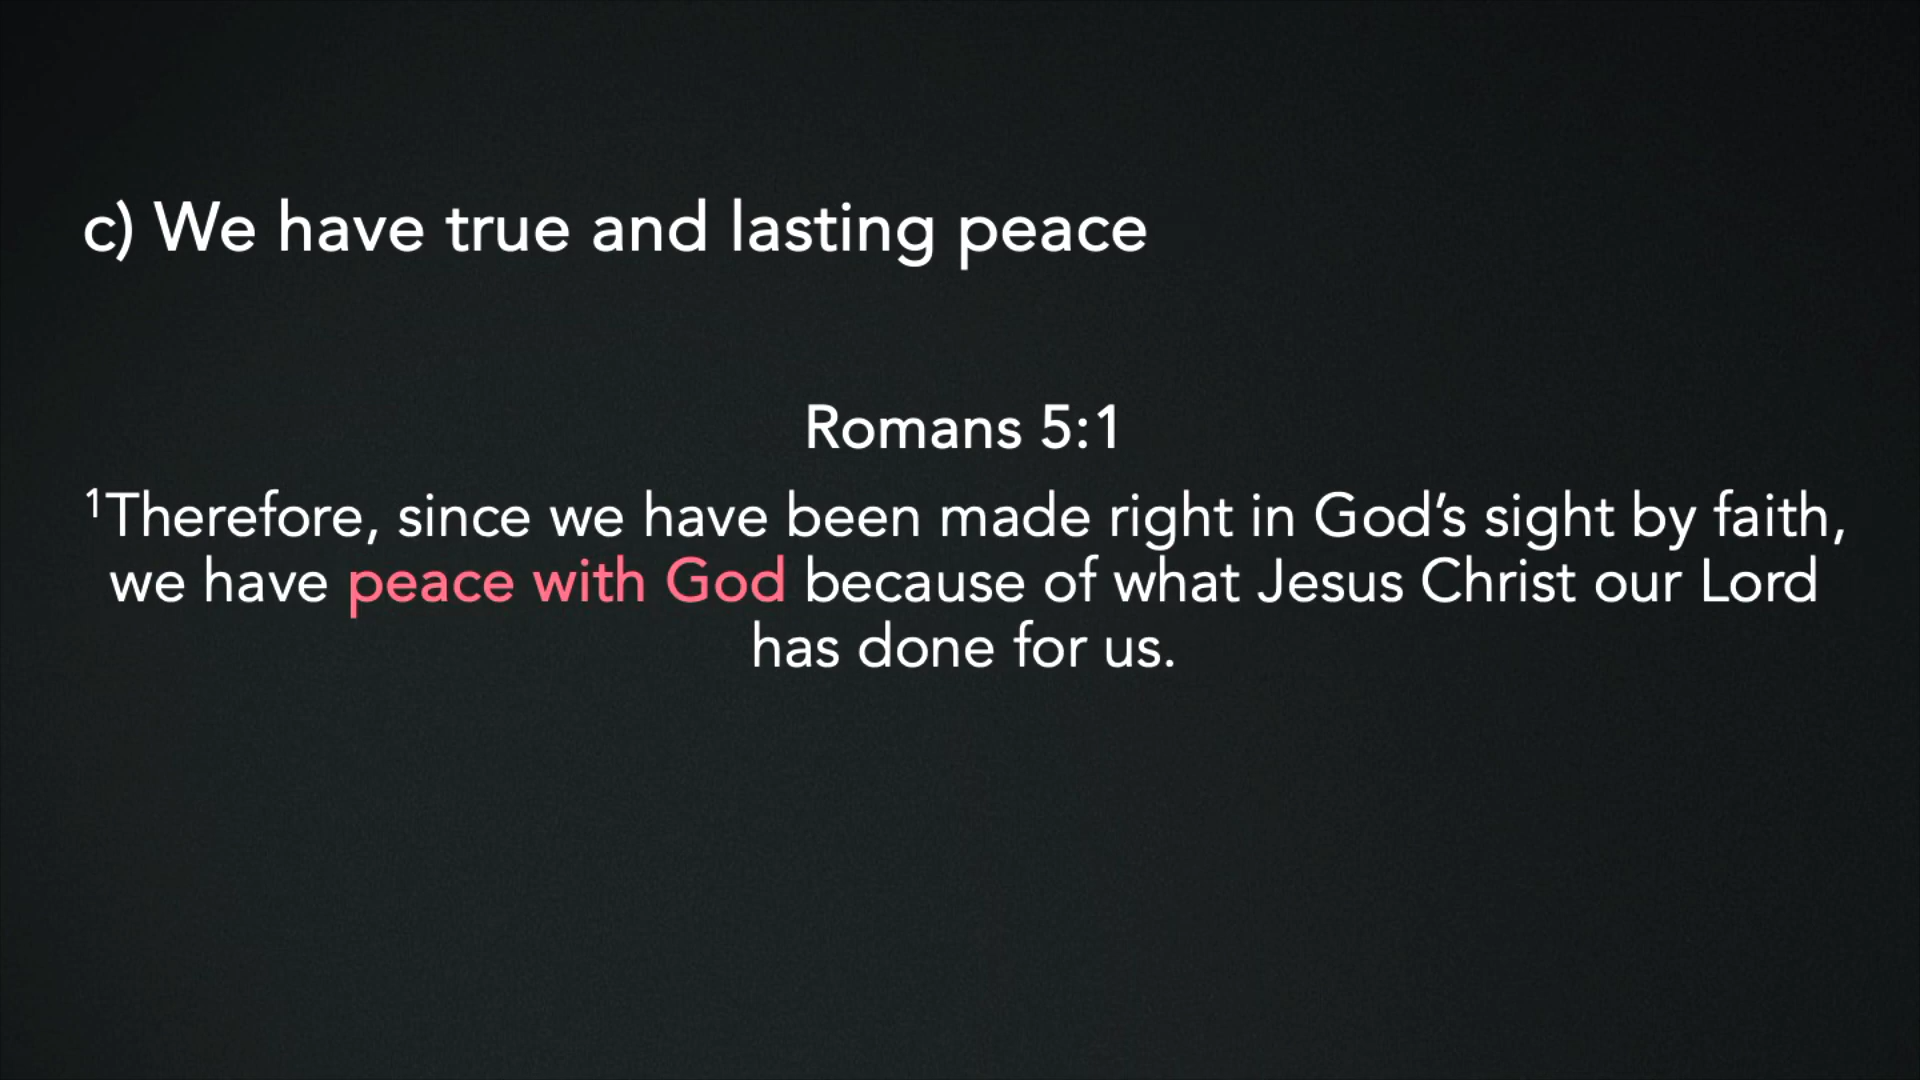 c) We have true and lasting peace
Romans 5:1
¹Therefore, since we have been made right in God’s sight by faith,
we have peace with God because of what Jesus Christ our Lord
has done for us.